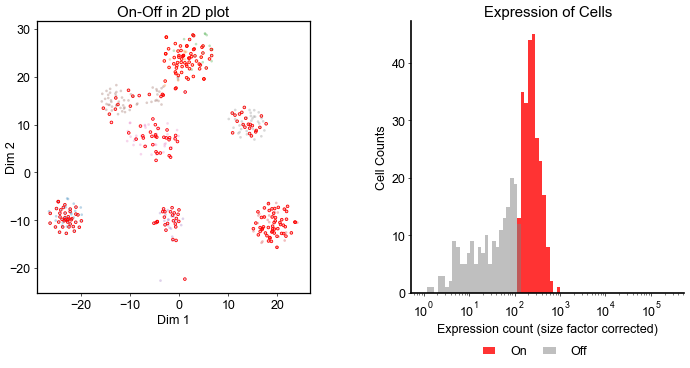 On-Off in 2D plot
30
20
10
0
−10
−20
Dim 2
−20
−10
0
10
20
Dim 1
Expression of Cells
40
30
20
10
0
Cell Counts
10^0
10^1
10^2
10^3
10^4
10^5
Expression count (size factor corrected)
On
Off